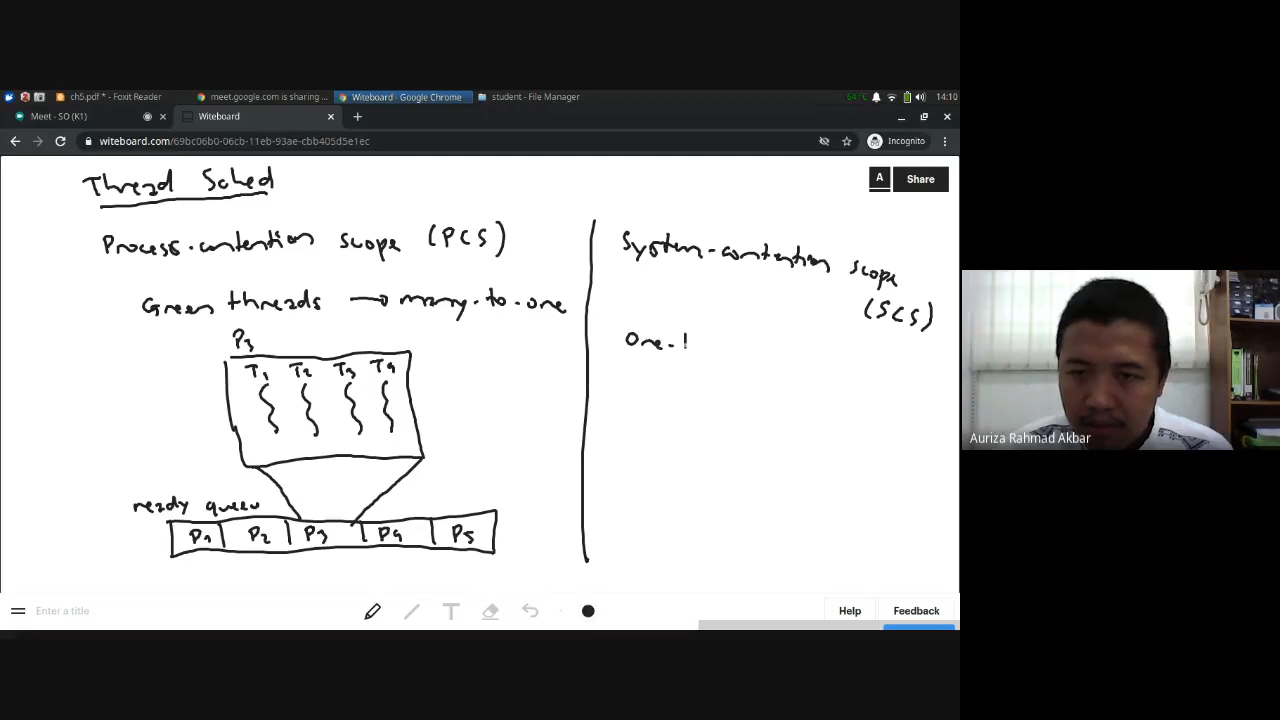 ch5.pdf * - Foxit Reader
meet.google.com is sharing ...
Witeboard - Google Chrome
student - File Manager
64°C
14:10
Meet - SO (K1)
Witeboard
witeboard.com/69bc06b0-06cb-11eb-93ae-cbb405d5e1ec
Incognito
Thread Sched
A
Share
Process-contention scope (PCS)
System-contention scope
(SCS)
Green threads → many-to-one
One-
P3
T1 T2 T3 T4
ready queue
P1 P2 P3 P4 P5
Auriza Rahmad Akbar
Enter a title
Help
Feedback